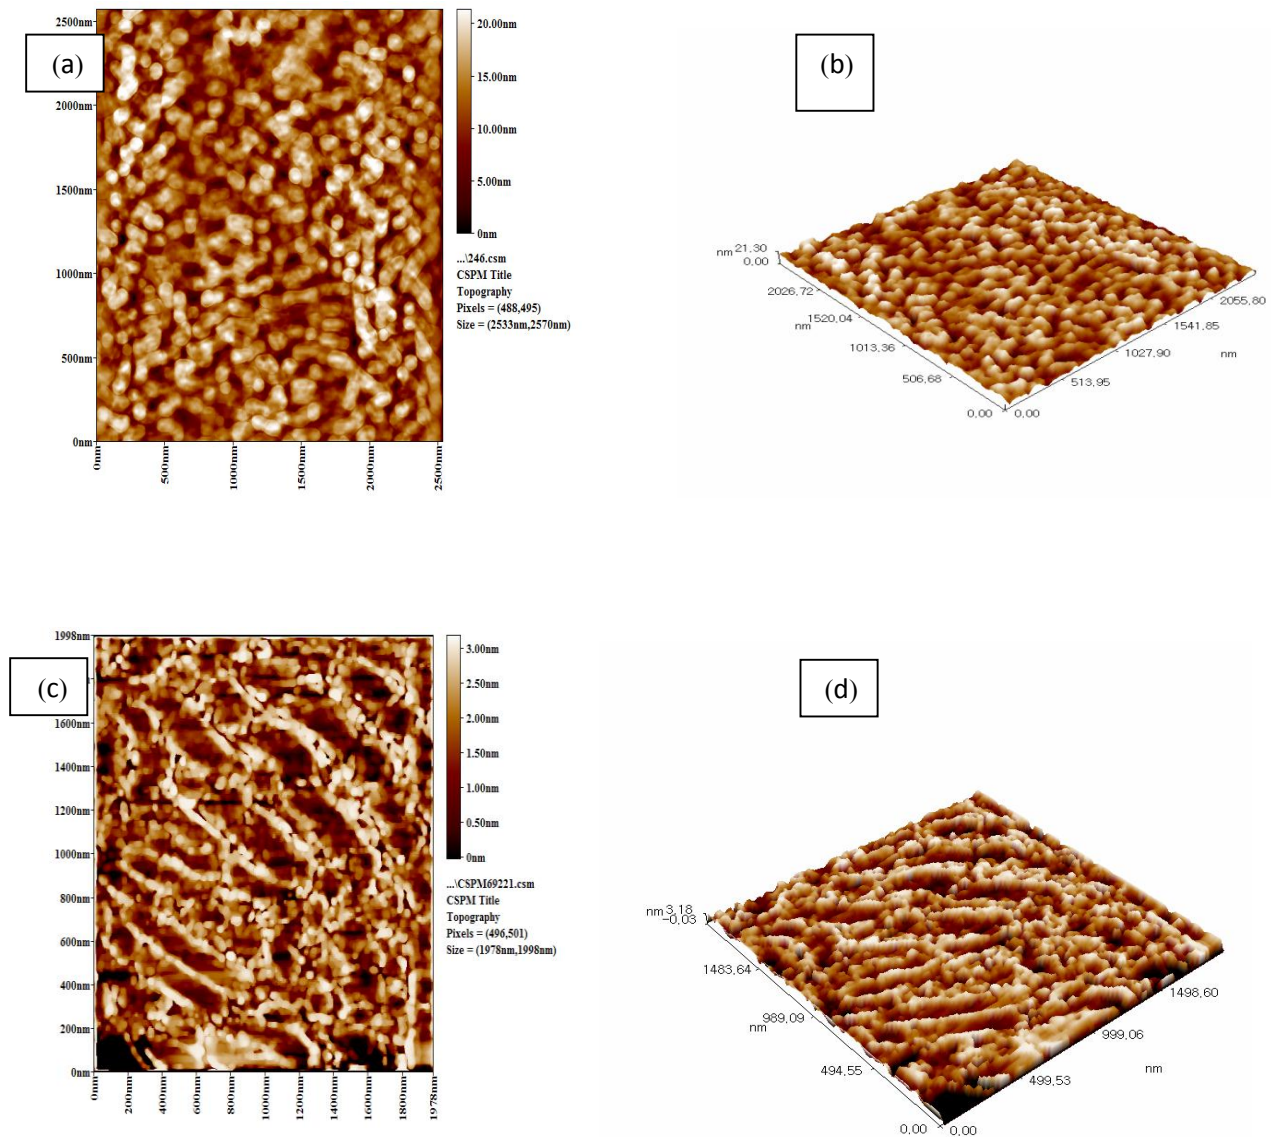 (a)
2500nm
2000nm
1500nm
1000nm
500nm
0nm
0nm
500nm
1000nm
1500nm
2000nm
2500nm
20.00nm
15.00nm
10.00nm
5.00nm
0nm
...\246.csm
CSPM Title
Topography
Pixels = (488,495)
Size = (2533nm,2570nm)
(b)
nm 21.30
0.00
2026.72
1520.04
nm
1013.36
506.68
0.00
0.00
513.95
1027.90
nm
1541.85
2055.80
(c)
1998nm
1600nm
1400nm
1200nm
1000nm
800nm
600nm
400nm
200nm
0nm
0nm
200nm
400nm
600nm
800nm
1000nm
1200nm
1400nm
1600nm
1800nm
1978nm
3.00nm
2.50nm
2.00nm
1.50nm
1.00nm
0.50nm
0nm
...\CSPM69221.csm
CSPM Title
Topography
Pixels = (496,501)
Size = (1978nm,1998nm)
(d)
nm 3.18
-0.03
1483.64
989.09
nm
494.55
0.00
0.00
499.53
nm
999.06
1498.60